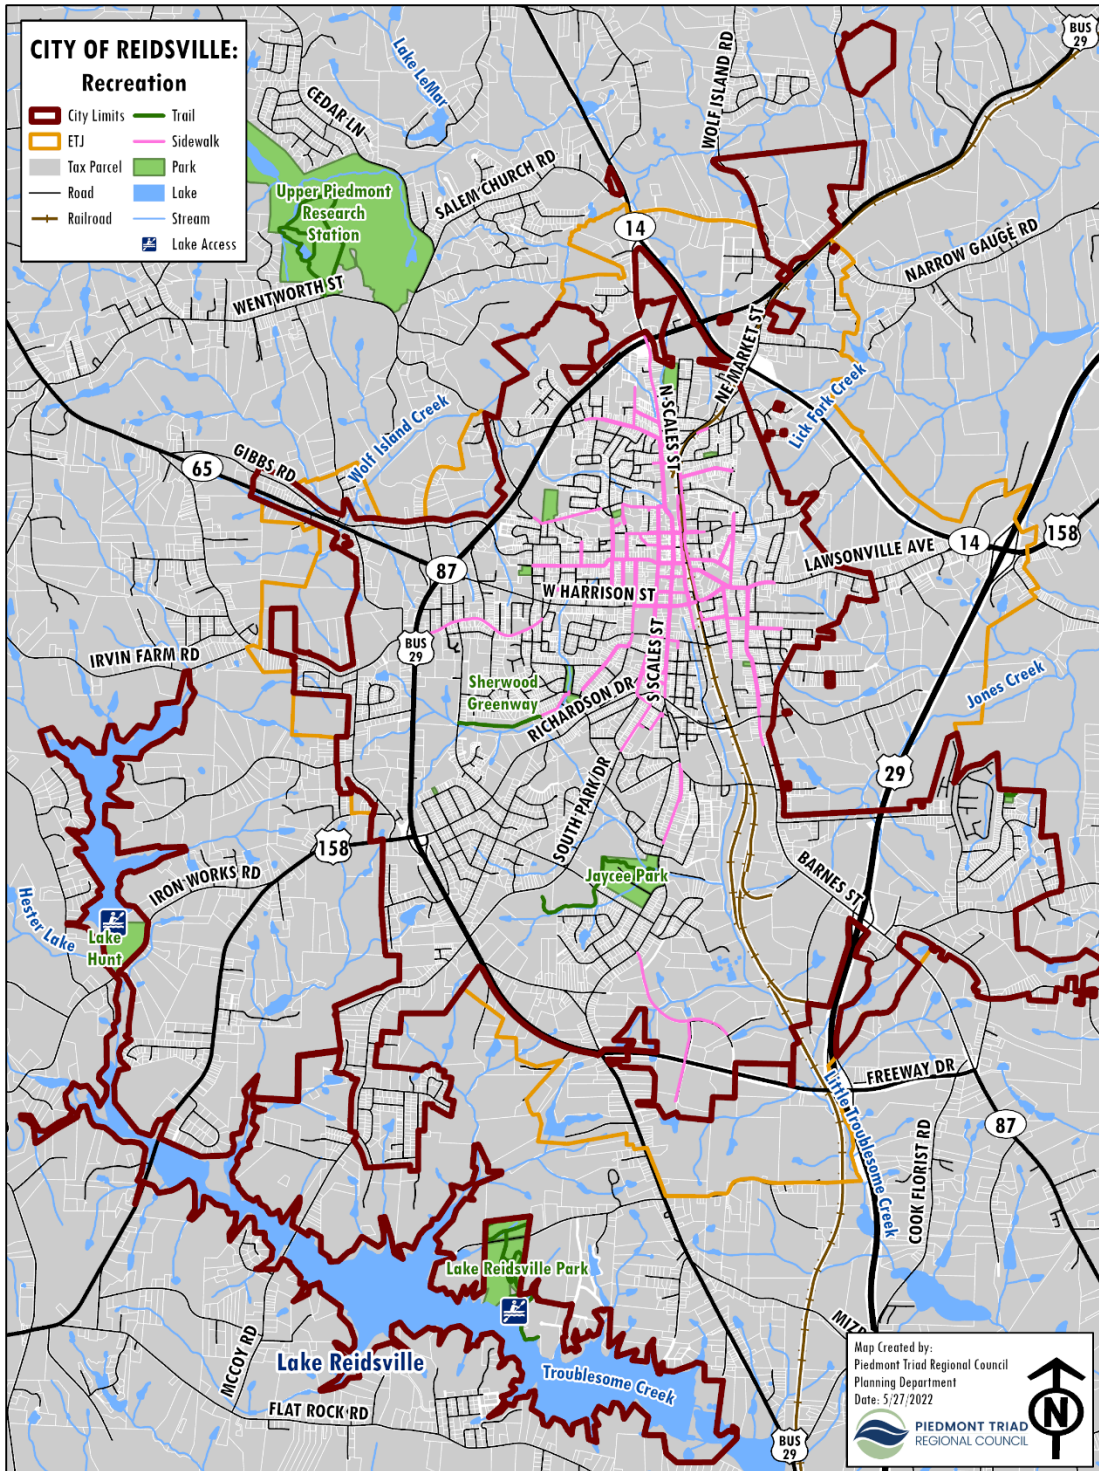 CITY OF REIDSVILLE:
Recreation
City Limits
Trail
ETJ
Sidewalk
Tax Parcel
Park
Road
Lake
Railroad
Stream
Lake Access
Lake LeMar
CEDAR LN
WOLF ISLAND RD
BUS
29
Upper Piedmont
Research
Station
SALEM CHURCH RD
14
NARROW GAUGE RD
WENTWORTH ST
NE MARKET ST
N SCALES ST
Lick Fork Creek
Wolf Island Creek
GIBBS RD
65
87
14
158
LAWSONVILLE AVE
W HARRISON ST
BUS
29
IRVIN FARM RD
S SCALES ST
Sherwood
Greenway
RICHARDSON DR
Jones Creek
29
SOUTH PARK DR
158
IRON WORKS RD
Jaycee Park
BARNES ST
Hester Lake
Lake
Hunt
FREEWAY DR
Little Troublesome Creek
87
COOK FLORIST RD
Lake Reidsville Park
MCCOY RD
Lake Reidsville
Troublesome Creek
FLAT ROCK RD
BUS
29
Map Created by:
Piedmont Triad Regional Council
Planning Department
Date: 5/27/2022
PIEDMONT TRIAD
REGIONAL COUNCIL
N